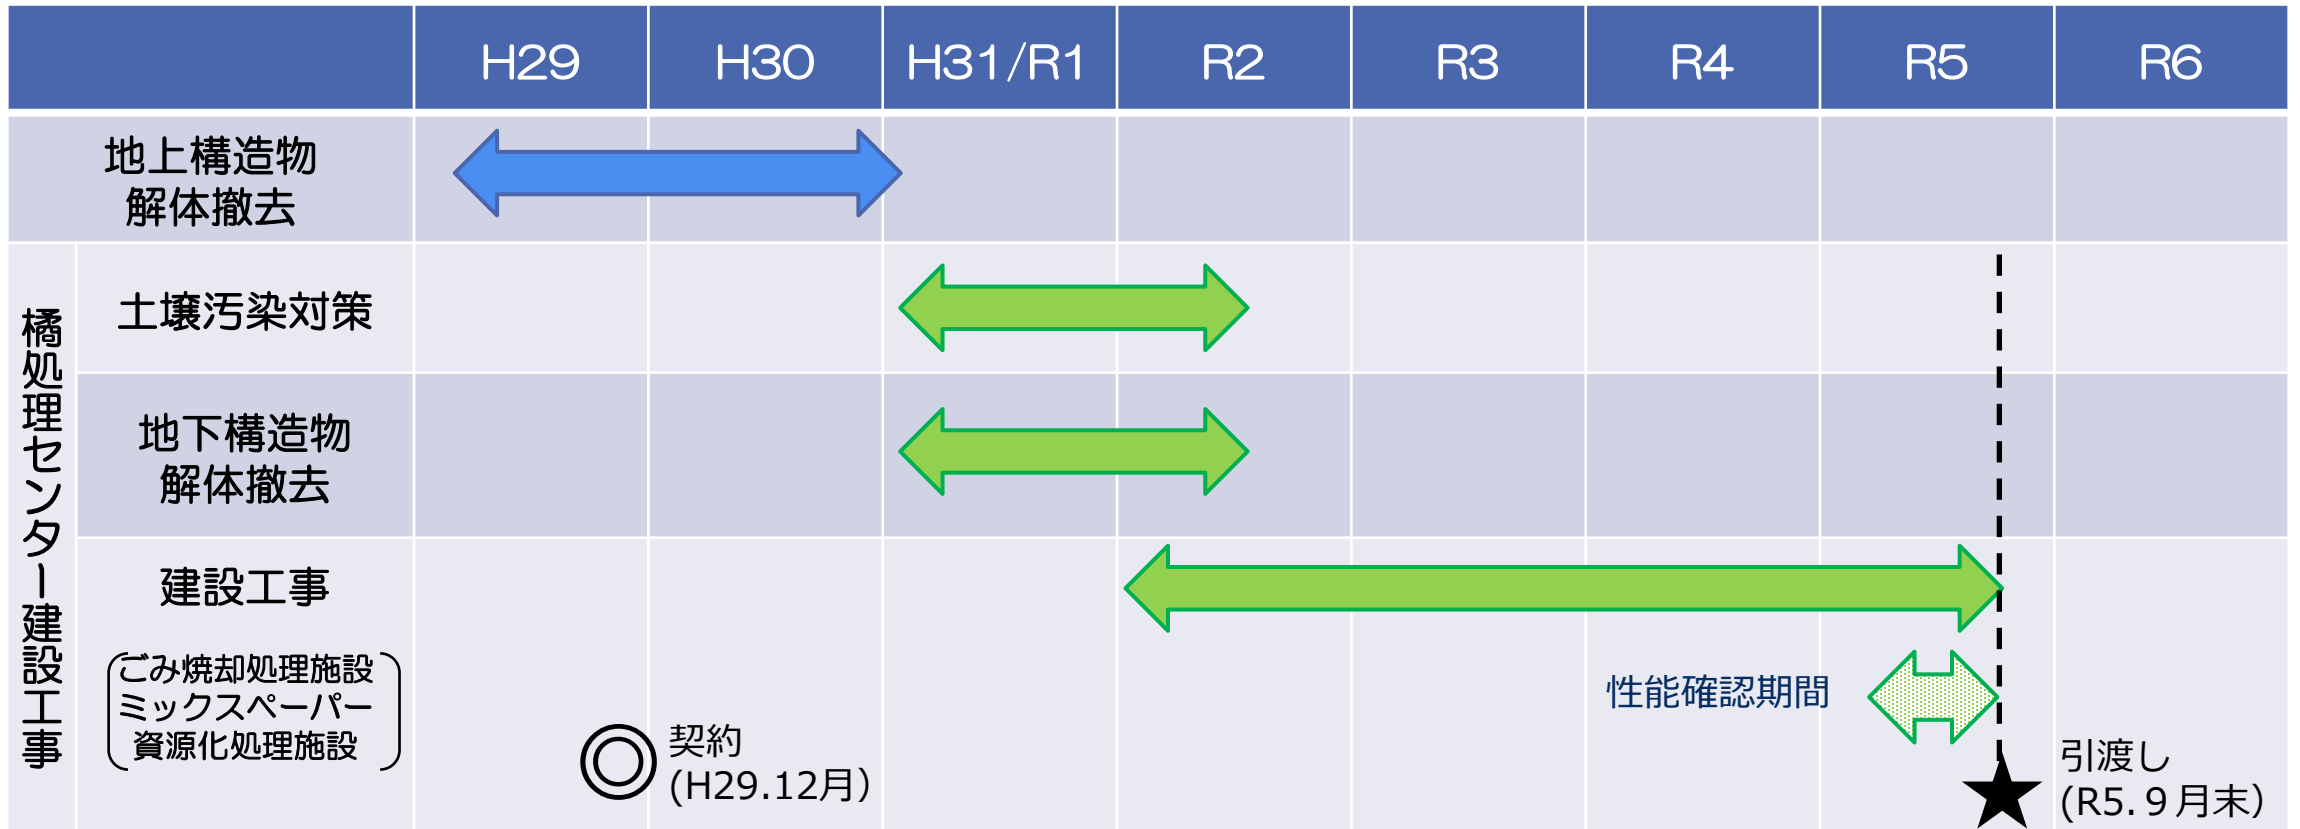 H29 H30 H31/R1 R2 R3 R4 R5 R6
地上構造物
解体撤去
橘処理センター建設工事
土壌汚染対策
地下構造物
解体撤去
建設工事
ごみ焼却処理施設
ミックスペーパー
資源化処理施設
性能確認期間
契約
(H29.12月）
引渡し
(R5.９月末）